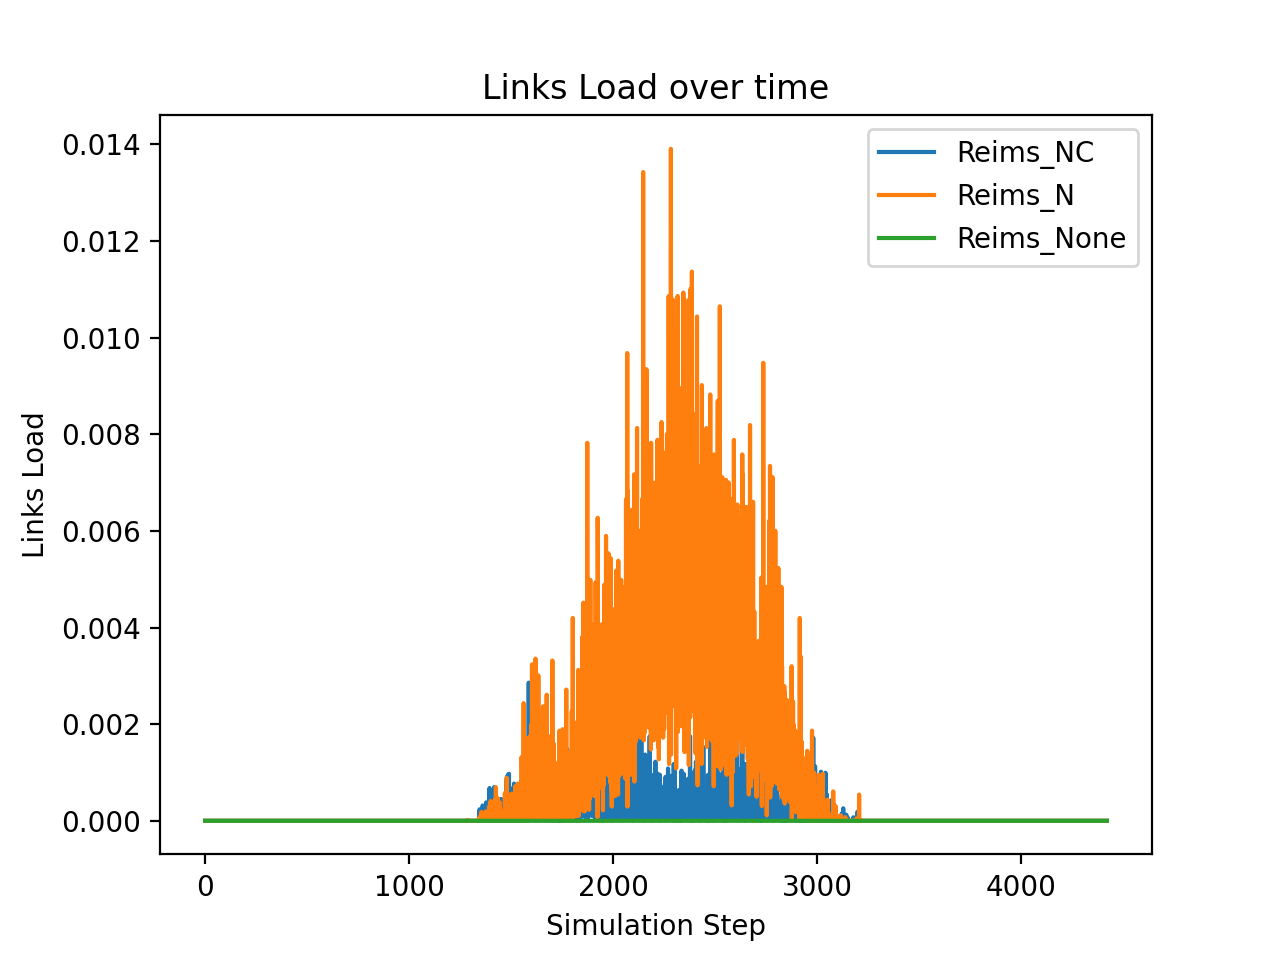 Links Load over time
Reims_NC
Reims_N
Reims_None
0.014
0.012
0.010
0.008
0.006
0.004
0.002
0.000
Links Load
0 1000 2000 3000 4000
Simulation Step